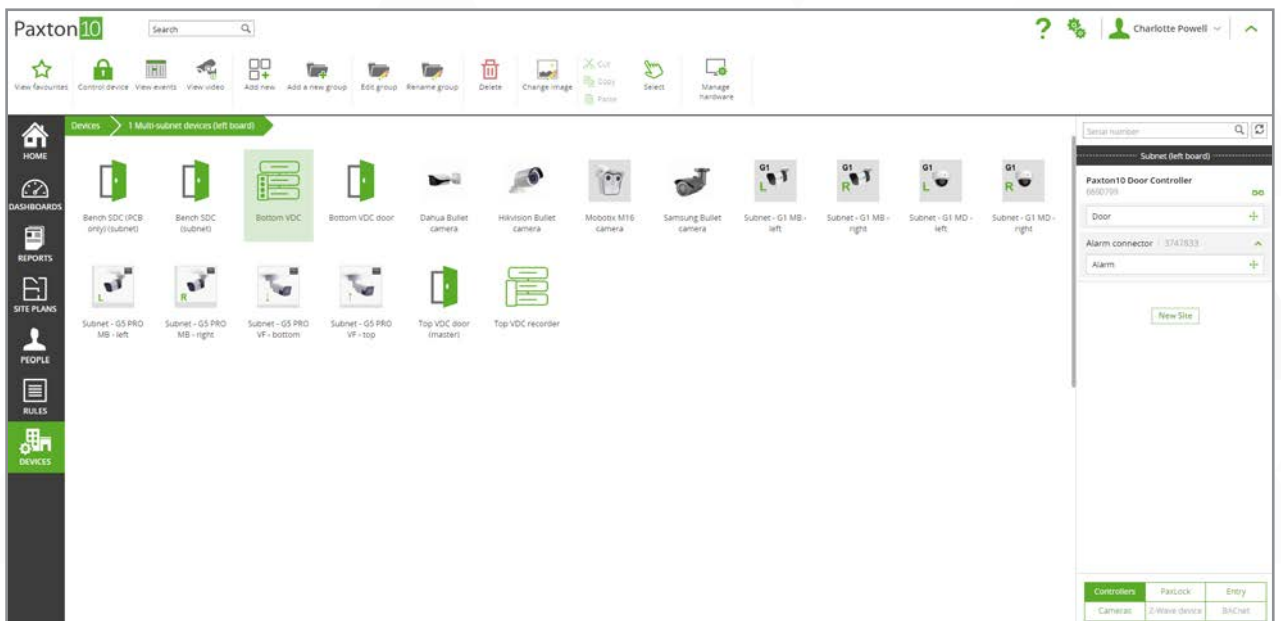 Paxton10
Search
Charlotte Powell
View favourites
Control device
View events
View video
Add new
Add a new group
Edit group
Rename group
Delete
Change image
Cut
Copy
Paste
Select
Manage
hardware
HOME
DASHBOARDS
REPORTS
SITE PLANS
PEOPLE
RULES
DEVICES
Devices
1 Multi-subnet devices (left board)
Bench SDC (PCB
only) (subnet)
Bench SDC
(subnet)
Bottom VDC
Bottom VDC door
Dahua Bullet
camera
Hikvision Bullet
camera
Mobotix M16
camera
Samsung Bullet
camera
G1
L
Subnet - G1 MB -
left
G1
R
Subnet - G1 MB -
right
G1
L
Subnet - G1 MD -
left
G1
R
Subnet - G1 MD -
right
L
Subnet - G5 PRO
MB - left
R
Subnet - G5 PRO
MB - right
Subnet - G5 PRO
VF - bottom
Subnet - G5 PRO
VF - top
Top VDC door
(master)
Top VDC recorder
Serial number
Subnet (left board)
Paxton10 Door Controller
Door
Alarm connector 3747833
Alarm
New Site
Controllers
PaxLock
Entry
Cameras
Z-Wave device
BACnet